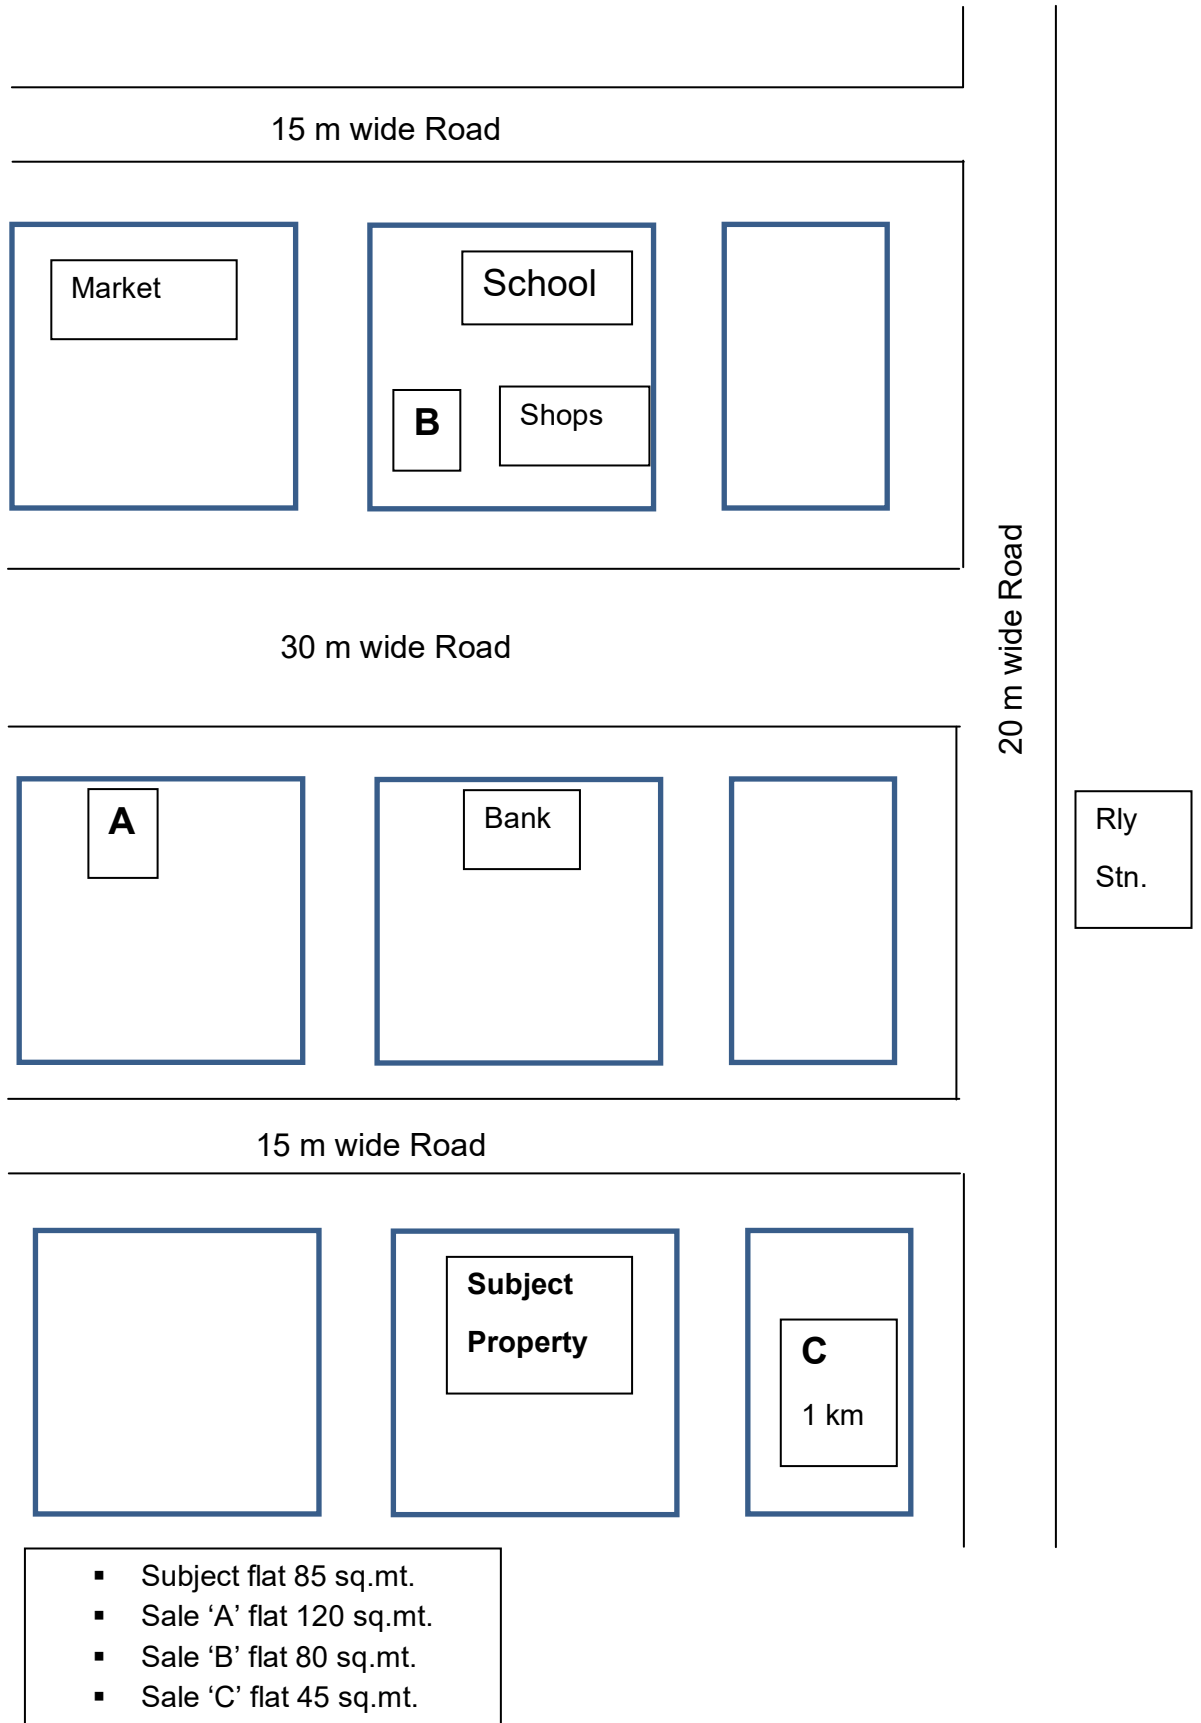 15 m wide Road
Market
School
B
Shops
30 m wide Road
20 m wide Road
A
Bank
Rly
Stn.
15 m wide Road
Subject
Property
C
1 km
▪ Subject flat 85 sq.mt.
▪ Sale ‘A’ flat 120 sq.mt.
▪ Sale ‘B’ flat 80 sq.mt.
▪ Sale ‘C’ flat 45 sq.mt.